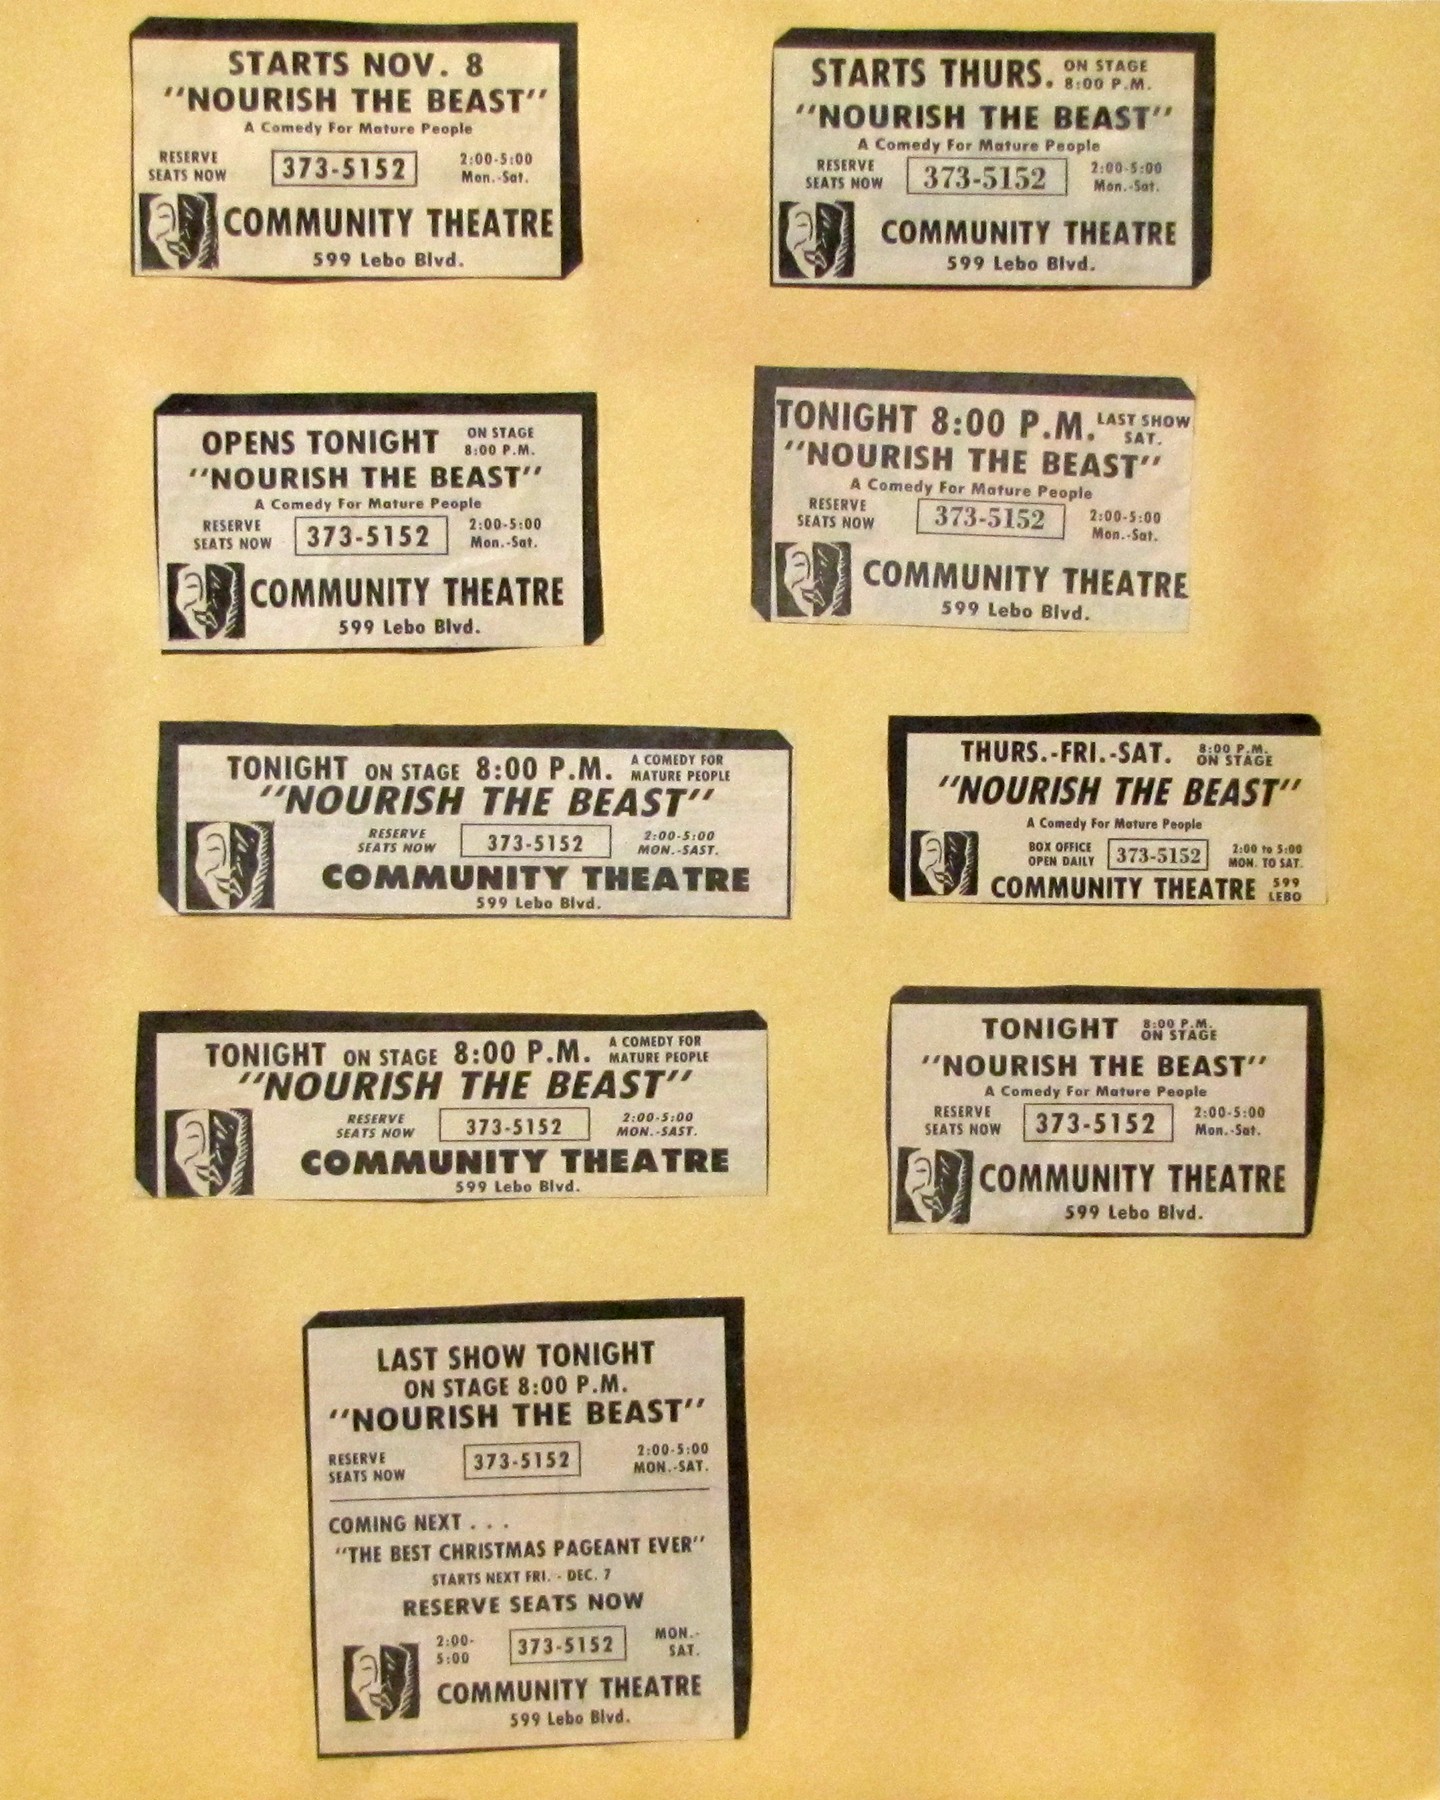 STARTS NOV. 8
"NOURISH THE BEAST"
A Comedy For Mature People
RESERVE SEATS NOW 373-5152 2:00-5:00 Mon.-Sat.
COMMUNITY THEATRE
599 Lebo Blvd.
STARTS THURS. ON STAGE 8:00 P.M.
"NOURISH THE BEAST"
A Comedy For Mature People
RESERVE SEATS NOW 373-5152 2:00-5:00 Mon.-Sat.
COMMUNITY THEATRE
599 Lebo Blvd.
OPENS TONIGHT ON STAGE 8:00 P.M.
"NOURISH THE BEAST"
A Comedy For Mature People
RESERVE SEATS NOW 373-5152 2:00-5:00 Mon.-Sat.
COMMUNITY THEATRE
599 Lebo Blvd.
TONIGHT 8:00 P.M. LAST SHOW SAT.
"NOURISH THE BEAST"
A Comedy For Mature People
RESERVE SEATS NOW 373-5152 2:00-5:00 Mon.-Sat.
COMMUNITY THEATRE
599 Lebo Blvd.
TONIGHT ON STAGE 8:00 P.M. A COMEDY FOR MATURE PEOPLE
"NOURISH THE BEAST"
RESERVE SEATS NOW 373-5152 2:00-5:00 MON.-SAST.
COMMUNITY THEATRE
599 Lebo Blvd.
THURS.-FRI.-SAT. 8:00 P.M. ON STAGE
"NOURISH THE BEAST"
A Comedy For Mature People
BOX OFFICE OPEN DAILY 373-5152 2:00 to 5:00 MON. TO SAT.
COMMUNITY THEATRE 599 LEBO
TONIGHT ON STAGE 8:00 P.M. A COMEDY FOR MATURE PEOPLE
"NOURISH THE BEAST"
RESERVE SEATS NOW 373-5152 2:00-5:00 MON.-SAST.
COMMUNITY THEATRE
599 Lebo Blvd.
TONIGHT 8:00 P.M. ON STAGE
"NOURISH THE BEAST"
A Comedy For Mature People
RESERVE SEATS NOW 373-5152 2:00-5:00 Mon.-Sat.
COMMUNITY THEATRE
599 Lebo Blvd.
LAST SHOW TONIGHT
ON STAGE 8:00 P.M.
"NOURISH THE BEAST"
RESERVE SEATS NOW 373-5152 2:00-5:00 MON.-SAT.
COMING NEXT . . .
"THE BEST CHRISTMAS PAGEANT EVER"
STARTS NEXT FRI. - DEC. 7
RESERVE SEATS NOW
2:00-5:00 373-5152 MON.-SAT.
COMMUNITY THEATRE
599 Lebo Blvd.